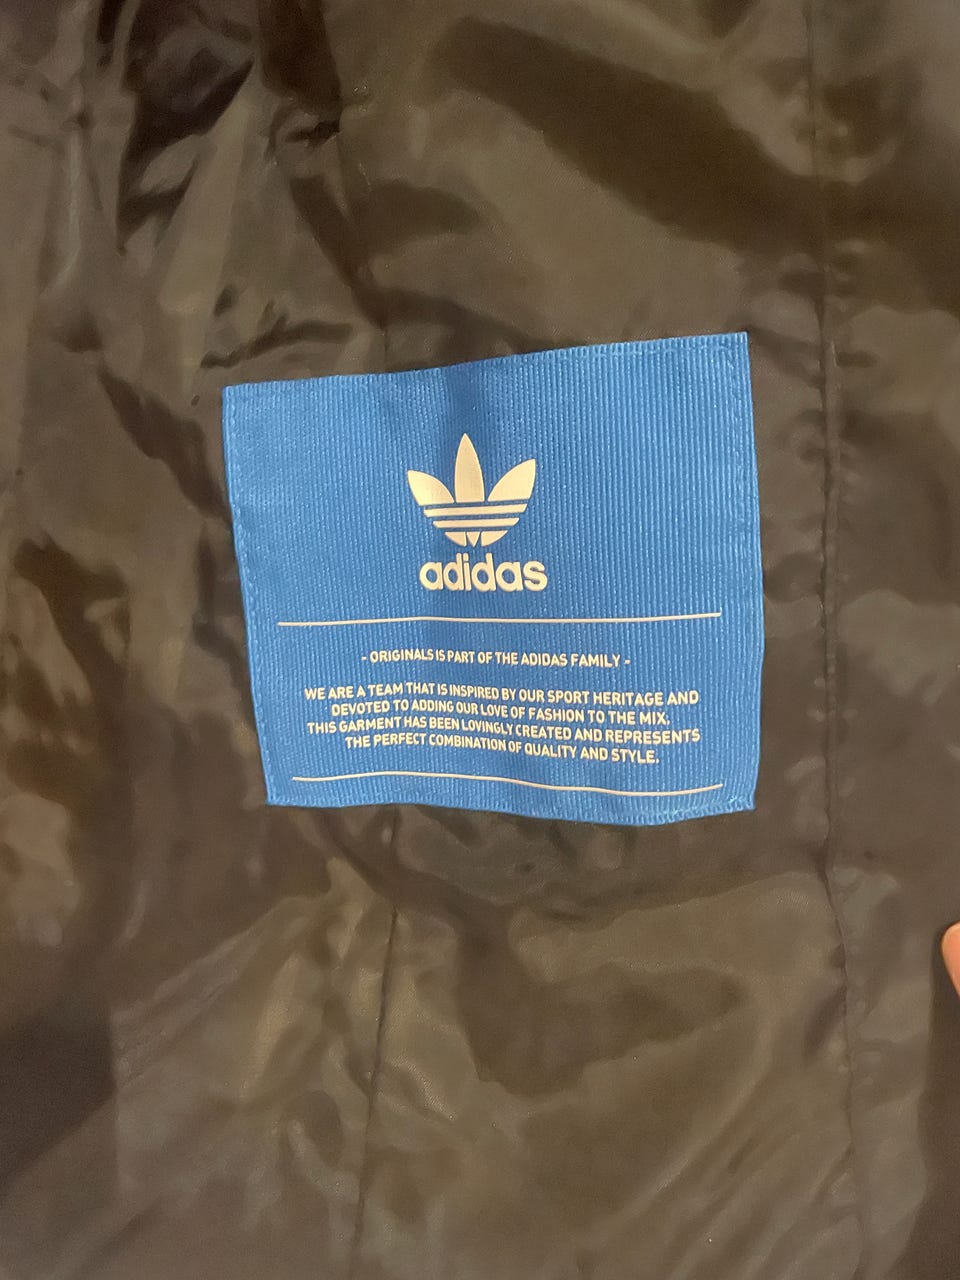 adidas
- ORIGINALS IS PART OF THE ADIDAS FAMILY -
WE ARE A TEAM THAT IS INSPIRED BY OUR SPORT HERITAGE AND
DEVOTED TO ADDING OUR LOVE OF FASHION TO THE MIX.
THIS GARMENT HAS BEEN LOVINGLY CREATED AND REPRESENTS
THE PERFECT COMBINATION OF QUALITY AND STYLE.